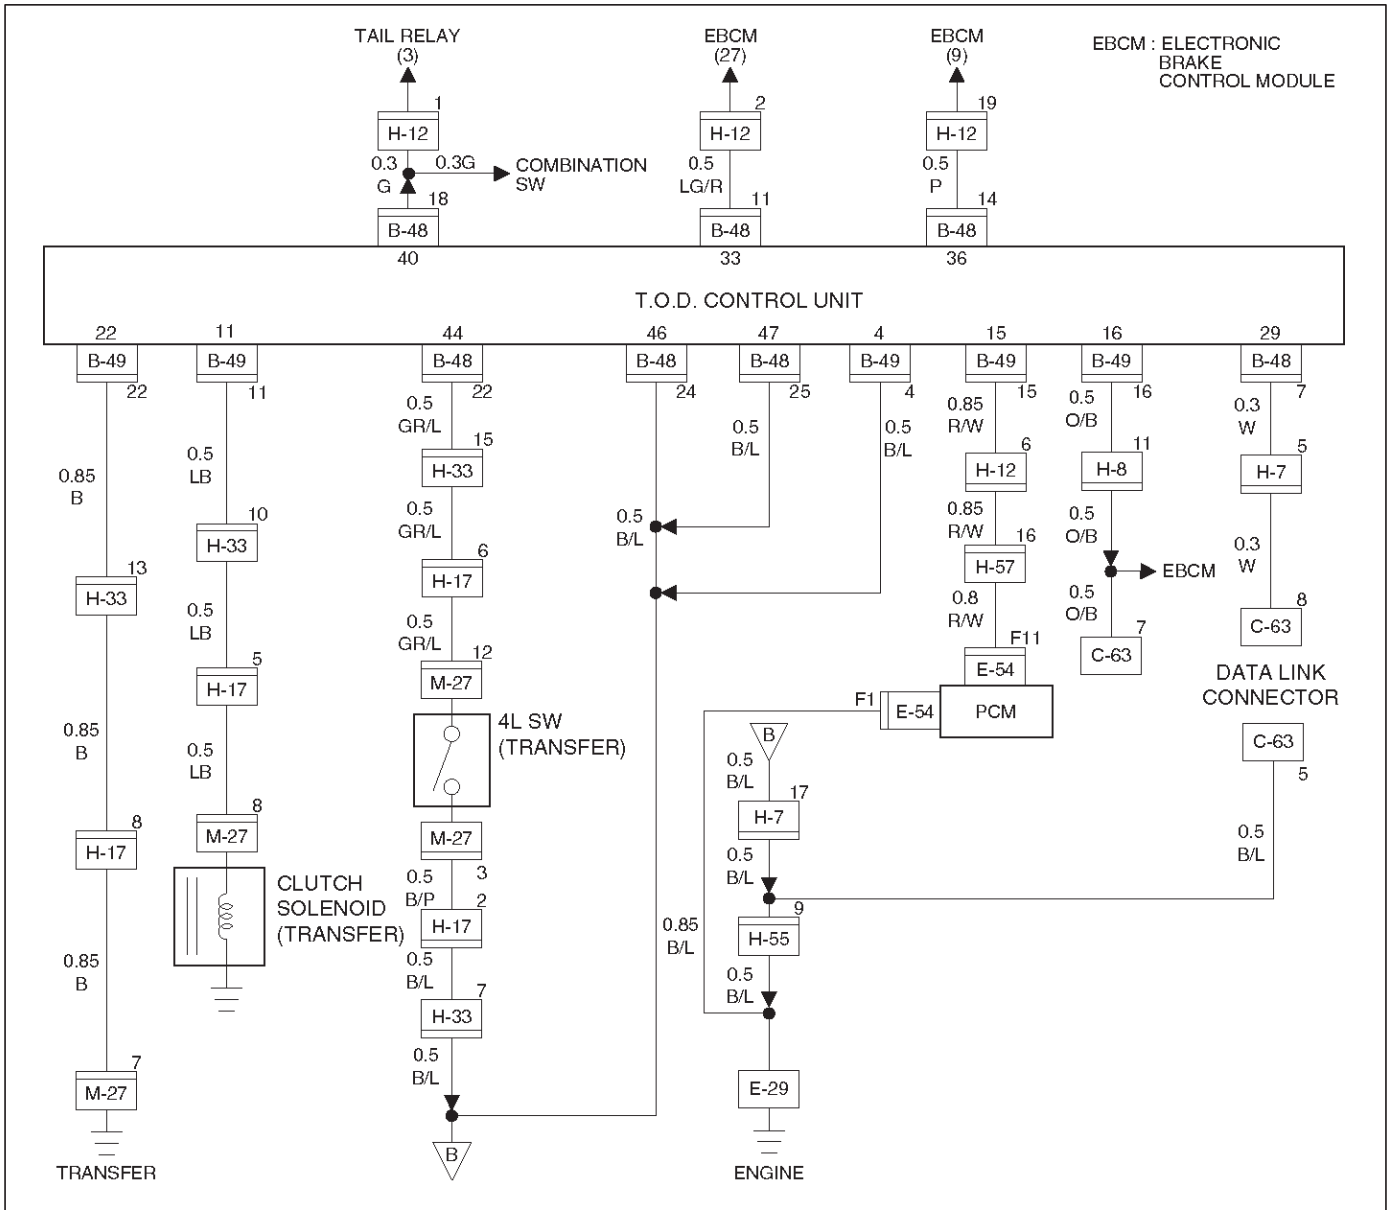 TAIL RELAY
(3)
EBCM
(27)
EBCM
(9)
EBCM : ELECTRONIC
BRAKE
CONTROL MODULE
1
2
19
H-12
H-12
H-12
0.3
G
0.3G
COMBINATION
SW
0.5
LG/R
0.5
P
18
11
14
B-48
B-48
B-48
40
33
36
T.O.D. CONTROL UNIT
22
11
44
46
47
4
15
16
29
B-49
B-49
B-48
B-48
B-48
B-49
B-49
B-49
B-48
22
11
22
24
25
4
15
16
7
0.5
GR/L
0.5
B/L
0.5
B/L
0.85
R/W
0.5
O/B
0.3
W
15
6
11
5
0.85
B
0.5
LB
H-33
H-12
H-8
H-7
10
0.5
GR/L
0.5
B/L
0.85
R/W
0.5
O/B
0.3
W
H-33
6
16
13
H-17
H-57
EBCM
H-33
0.5
LB
0.5
GR/L
0.8
R/W
0.5
O/B
8
C-63
5
12
F11
7
H-17
M-27
E-54
C-63
DATA LINK
CONNECTOR
F1
E-54
PCM
0.85
B
0.5
LB
4L SW
(TRANSFER)
B
C-63
5
0.5
B/L
8
8
17
H-17
M-27
M-27
H-7
3
0.5
B/L
0.5
B/L
CLUTCH
SOLENOID
(TRANSFER)
0.5
B/P
2
9
H-17
0.85
B/L
H-55
0.85
B
0.5
B/L
0.5
B/L
7
H-33
0.5
B/L
7
M-27
E-29
B
TRANSFER
ENGINE